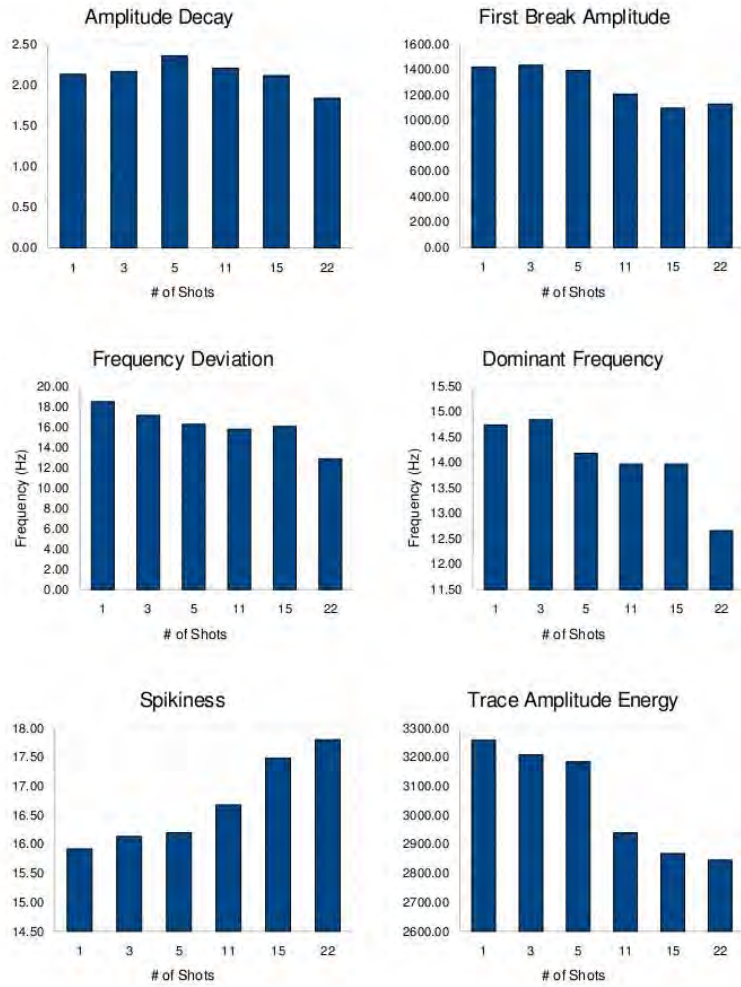 Amplitude Decay
2.50
2.00
1.50
1.00
0.50
0.00
1 3 5 11 15 22
# of Shots
First Break Amplitude
1600.00
1400.00
1200.00
1000.00
800.00
600.00
400.00
200.00
0.00
1 3 5 11 15 22
# of Shots
Frequency Deviation
Frequency (Hz)
20.00
18.00
16.00
14.00
12.00
10.00
8.00
6.00
4.00
2.00
0.00
1 3 5 11 15 22
# of Shots
Dominant Frequency
Frequency (Hz)
15.50
15.00
14.50
14.00
13.50
13.00
12.50
12.00
11.50
1 3 5 11 15 22
# of Shots
Spikiness
18.00
17.50
17.00
16.50
16.00
15.50
15.00
14.50
1 3 5 11 15 22
# of Shots
Trace Amplitude Energy
3300.00
3200.00
3100.00
3000.00
2900.00
2800.00
2700.00
2600.00
1 3 5 11 15 22
# of Shots